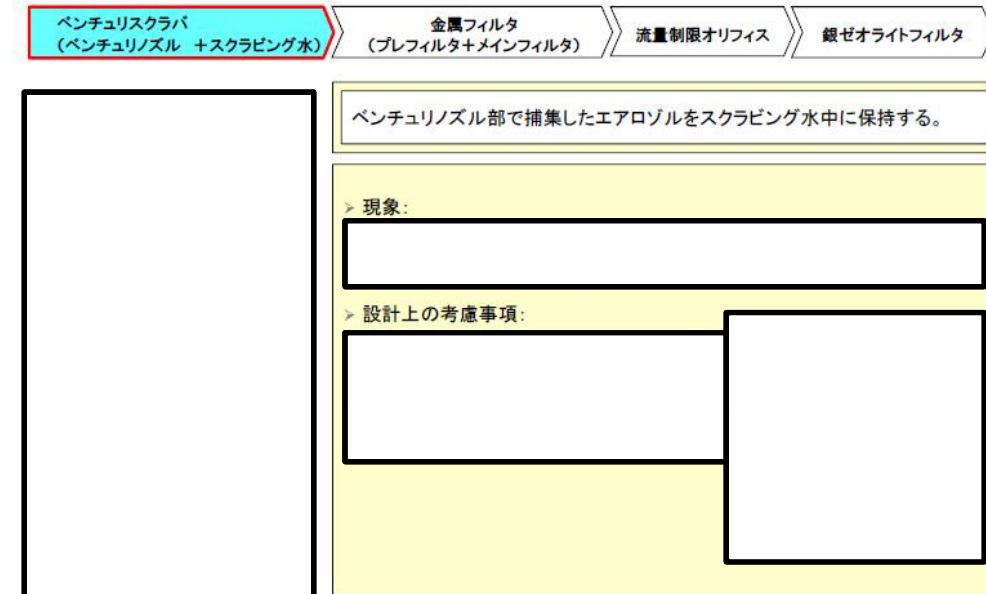 ベンチュリスクラバ
(ベンチュリノズル +スクラビング水)
金属フィルタ
(プレフィルタ+メインフィルタ)
流量制限オリフィス
銀ゼオライトフィルタ
ベンチュリノズル部で捕集したエアロゾルをスクラビング水中に保持する。
➢ 現象:
➢ 設計上の考慮事項: